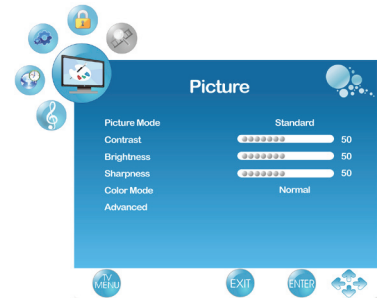 Picture
Picture Mode Standard
Contrast 50
Brightness 50
Sharpness 50
Color Mode Normal
Advanced
TV
MENU EXIT ENTER